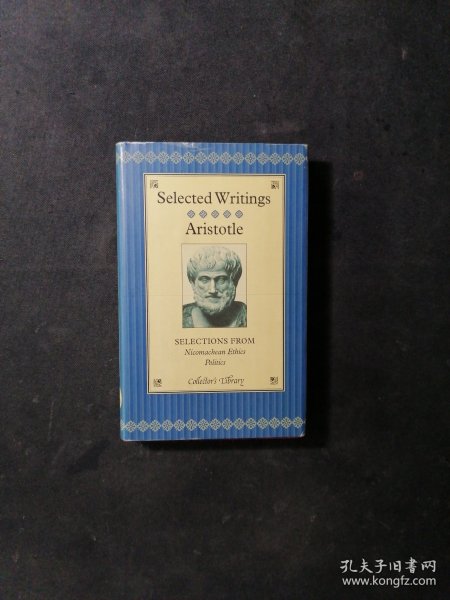 Selected Writings
Aristotle
SELECTIONS FROM
Nicomachean Ethics
Politics
Collector's Library
孔夫子旧书网
www.kongfz.com